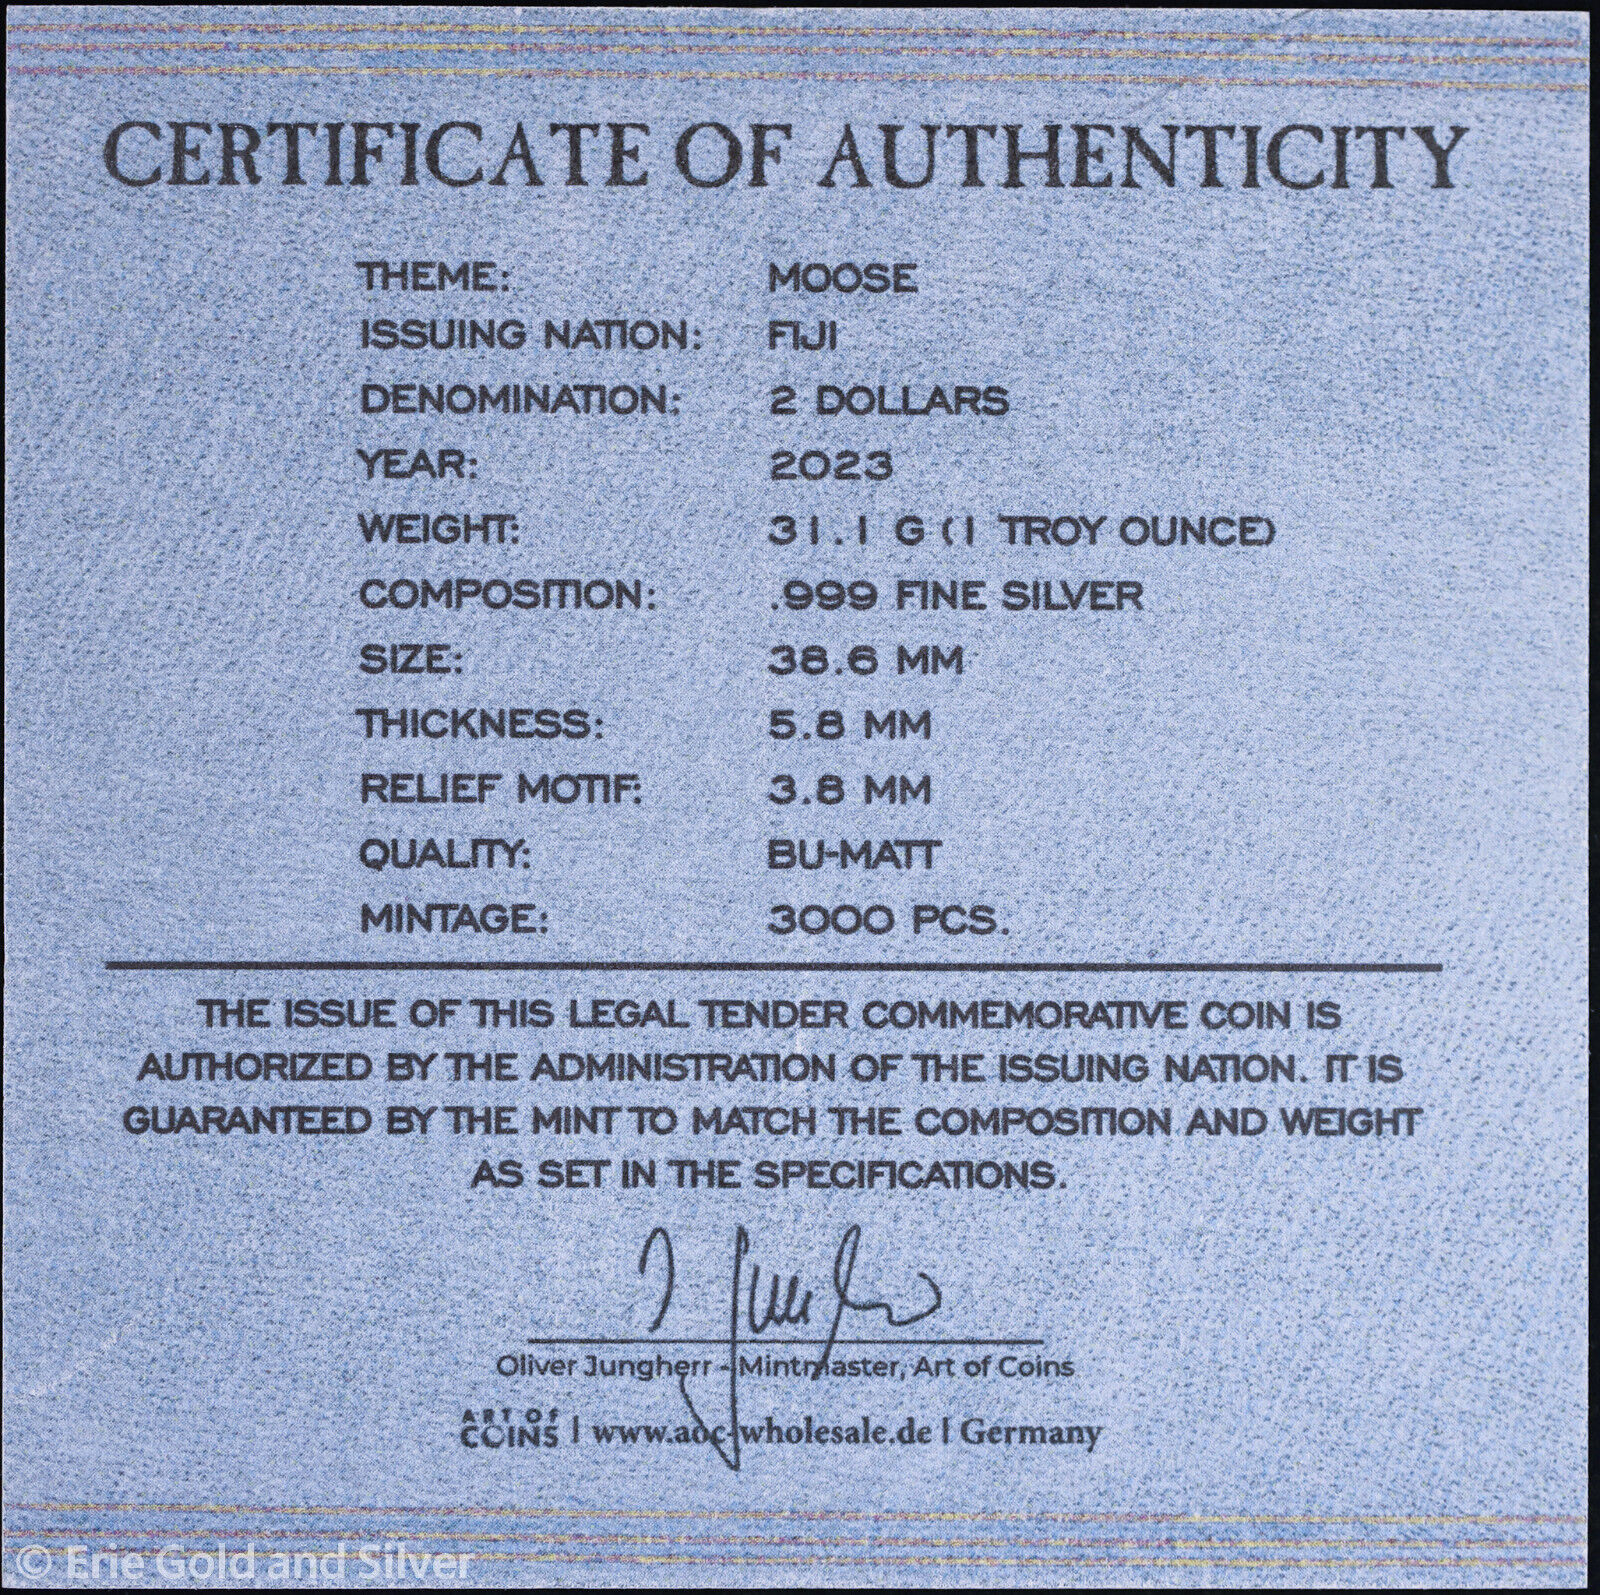 CERTIFICATE OF AUTHENTICITY
THEME: MOOSE
ISSUING NATION: FIJI
DENOMINATION: 2 DOLLARS
YEAR: 2023
WEIGHT: 31.1 G (1 TROY OUNCE)
COMPOSITION: .999 FINE SILVER
SIZE: 38.6 MM
THICKNESS: 5.8 MM
RELIEF MOTIF: 3.8 MM
QUALITY: BU-MATT
MINTAGE: 3000 PCS.
THE ISSUE OF THIS LEGAL TENDER COMMEMORATIVE COIN IS
AUTHORIZED BY THE ADMINISTRATION OF THE ISSUING NATION. IT IS
GUARANTEED BY THE MINT TO MATCH THE COMPOSITION AND WEIGHT
AS SET IN THE SPECIFICATIONS.
Oliver Jungherr - Mintmaster, Art of Coins
ART OF COINS | www.aoc-wholesale.de | Germany
© Erie Gold and Silver